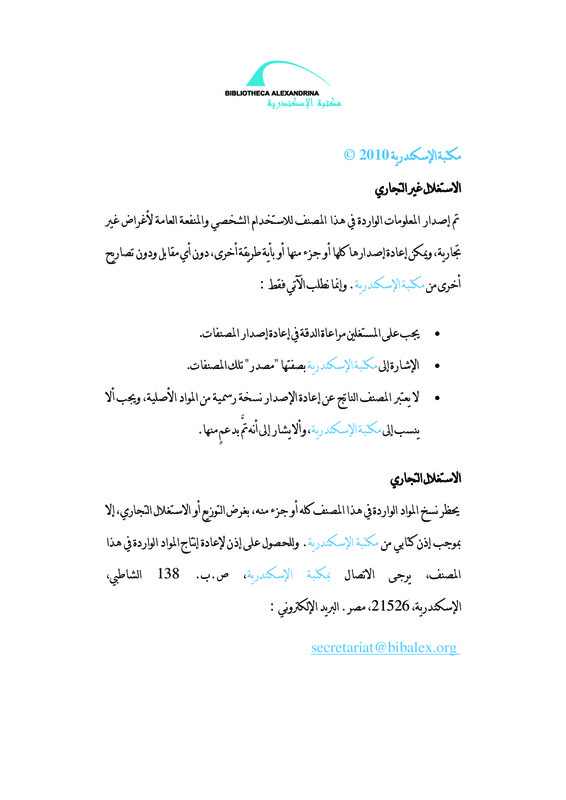 BIBLIOTHECA ALEXANDRINA
مكتبة الإسكندرية
© 2010 مكتبة الإسكندرية
الاستغلال غير التجاري
تم إصدار المعلومات الواردة في هذا المصنف للاستخدام الشخصي والمنفعة العامة لأغراض غير
تجارية، ويمكن إعادة إصدارها كلها أو جزء منها أو بأية طريقة أخرى، دون أي مقابل ودون تصاريح
أخرى من مكتبة الإسكندرية. وإنما نطلب الآتي فقط :
• يجب على المستغلين مراعاة الدقة في إعادة إصدار المصنفات.
• الإشارة إلى مكتبة الإسكندرية بصفتها "مصدر" تلك المصنفات.
• لا يعتبر المصنف الناتج عن إعادة الإصدار نسخة رسمية من المواد الأصلية، ويجب ألا
ينسب إلى مكتبة الإسكندرية، وألا يشار إلى أنه تمَّ بدعمٍ منها.
الاستغلال التجاري
يحظر نسخ المواد الواردة في هذا المصنف كله أو جزء منه، بغرض التوزيع أو الاستغلال التجاري، إلا
بموجب إذن كتابي من مكتبة الإسكندرية. وللحصول على إذن لإعادة إنتاج المواد الواردة في هذا
المصنف، يرجى الاتصال بمكتبة الإسكندرية، ص.ب. 138 الشاطبي،
الإسكندرية، 21526، مصر. البريد الإلكتروني :
secretariat@bibalex.org